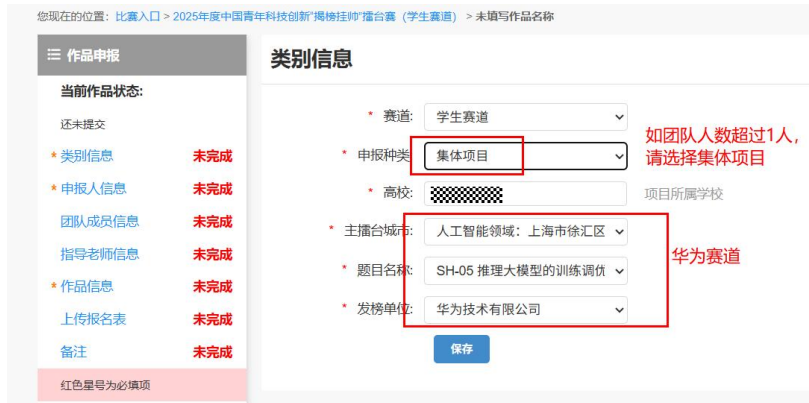 您现在的位置：比赛入口 > 2025年度中国青年科技创新"揭榜挂帅"擂台赛（学生赛道） > 未填写作品名称
作品申报
当前作品状态:
还未提交
* 类别信息 未完成
* 申报人信息 未完成
团队成员信息 未完成
指导老师信息 未完成
* 作品信息 未完成
上传报名表 未完成
备注 未完成
红色星号为必填项
类别信息
* 赛道: 学生赛道
* 申报种类: 集体项目
如团队人数超过1人,
请选择集体项目
* 高校:
项目所属学校
* 主擂台城市: 人工智能领域：上海市徐汇区
* 题目名称: SH-05 推理大模型的训练调优
* 发榜单位: 华为技术有限公司
华为赛道
保存